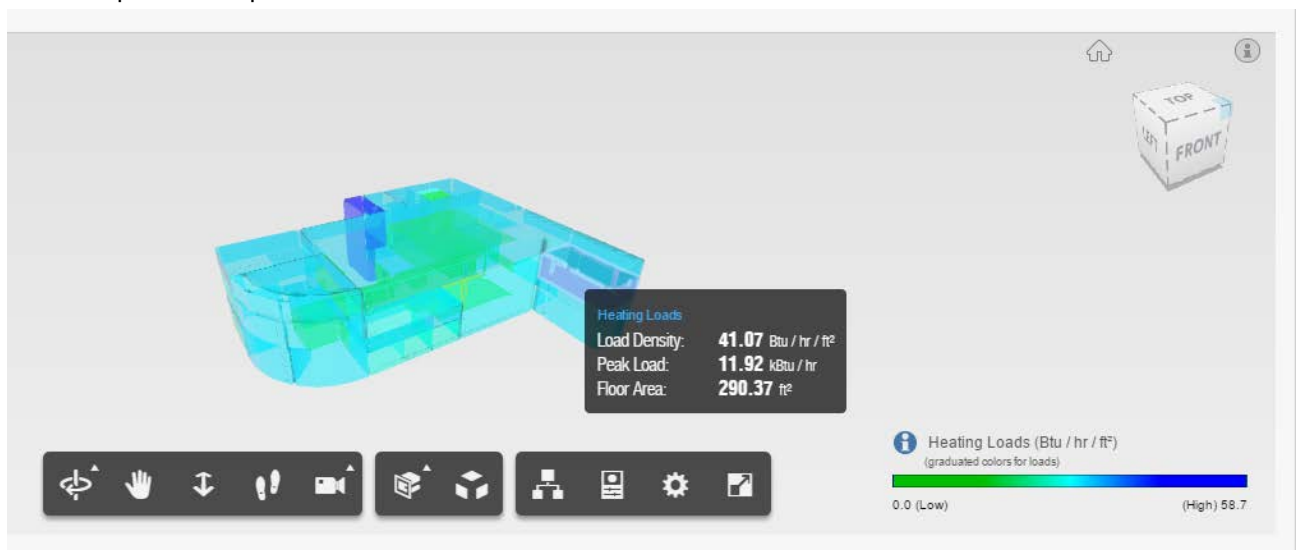 TOP
LEFT
FRONT
Heating Loads
Load Density: 41.07 Btu / hr / ft²
Peak Load: 11.92 kBtu / hr
Floor Area: 290.37 ft²
Heating Loads (Btu / hr / ft²)
(graduated colors for loads)
0.0 (Low) (High) 58.7